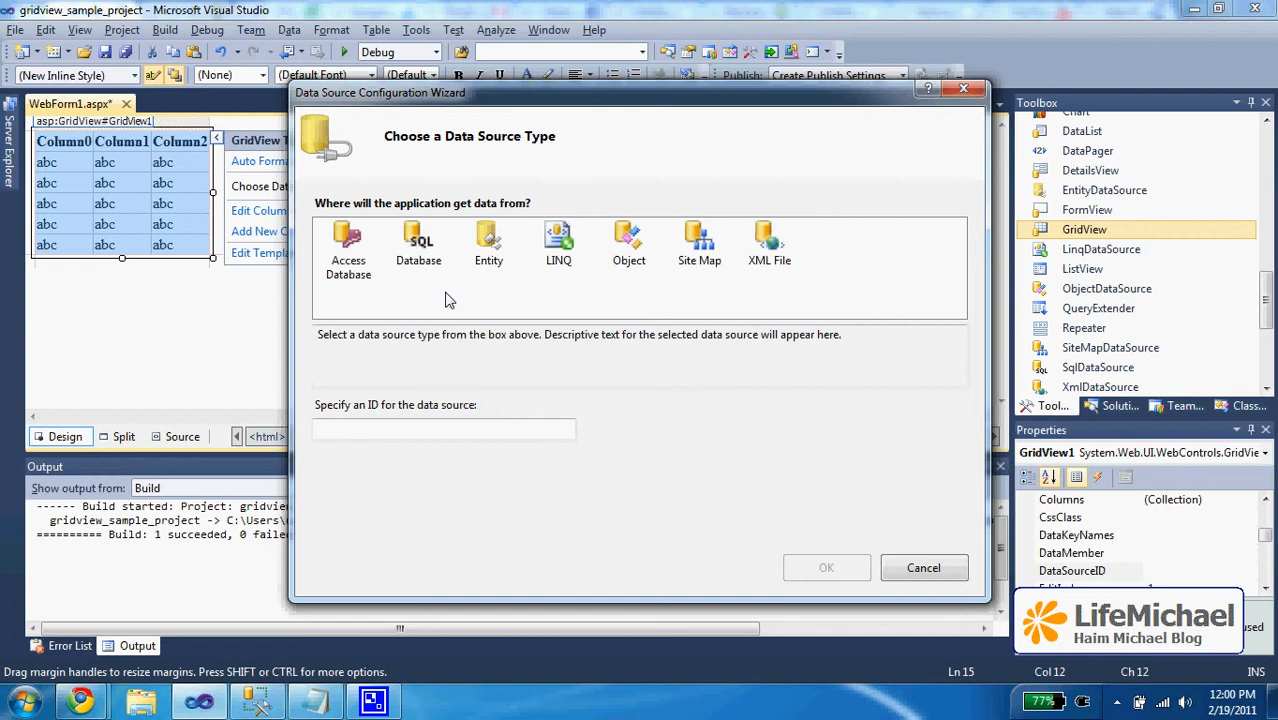 gridview_sample_project - Microsoft Visual Studio
File Edit View Project Build Debug Team Data Format Table Tools Test Analyze Window Help
Debug
(New Inline Style) (None) (Default Font) (Default B I U A Publish: Create Publish Settings
WebForm1.aspx*
asp:GridView#GridView1
Column0 Column1 Column2
abc abc abc
abc abc abc
abc abc abc
abc abc abc
abc abc abc
GridView T
Auto Forma
Choose Dat
Edit Colum
Add New C
Edit Templa
Server Explorer
Design Split Source <html>
Data Source Configuration Wizard
Choose a Data Source Type
Where will the application get data from?
Access Database
SQL
Database
Entity
LINQ
Object
Site Map
XML File
Select a data source type from the box above. Descriptive text for the selected data source will appear here.
Specify an ID for the data source:
OK Cancel
Toolbox
Chart
DataList
DataPager
DetailsView
EntityDataSource
FormView
GridView
LinqDataSource
ListView
ObjectDataSource
QueryExtender
Repeater
SiteMapDataSource
SqlDataSource
XmlDataSource
Tool... Soluti... Team... Class...
Properties
GridView1 System.Web.UI.WebControls.GridVie
Columns (Collection)
CssClass
DataKeyNames
DataMember
DataSourceID
LifeMichael
Haim Michael Blog
Output
Show output from: Build
------ Build started: Project: gridvie
gridview_sample_project -> C:\Users\
========== Build: 1 succeeded, 0 faile
Error List Output
Drag margin handles to resize margins. Press SHIFT or CTRL for more options. Ln 15 Col 12 Ch 12 INS
77% 12:00 PM
2/19/2011